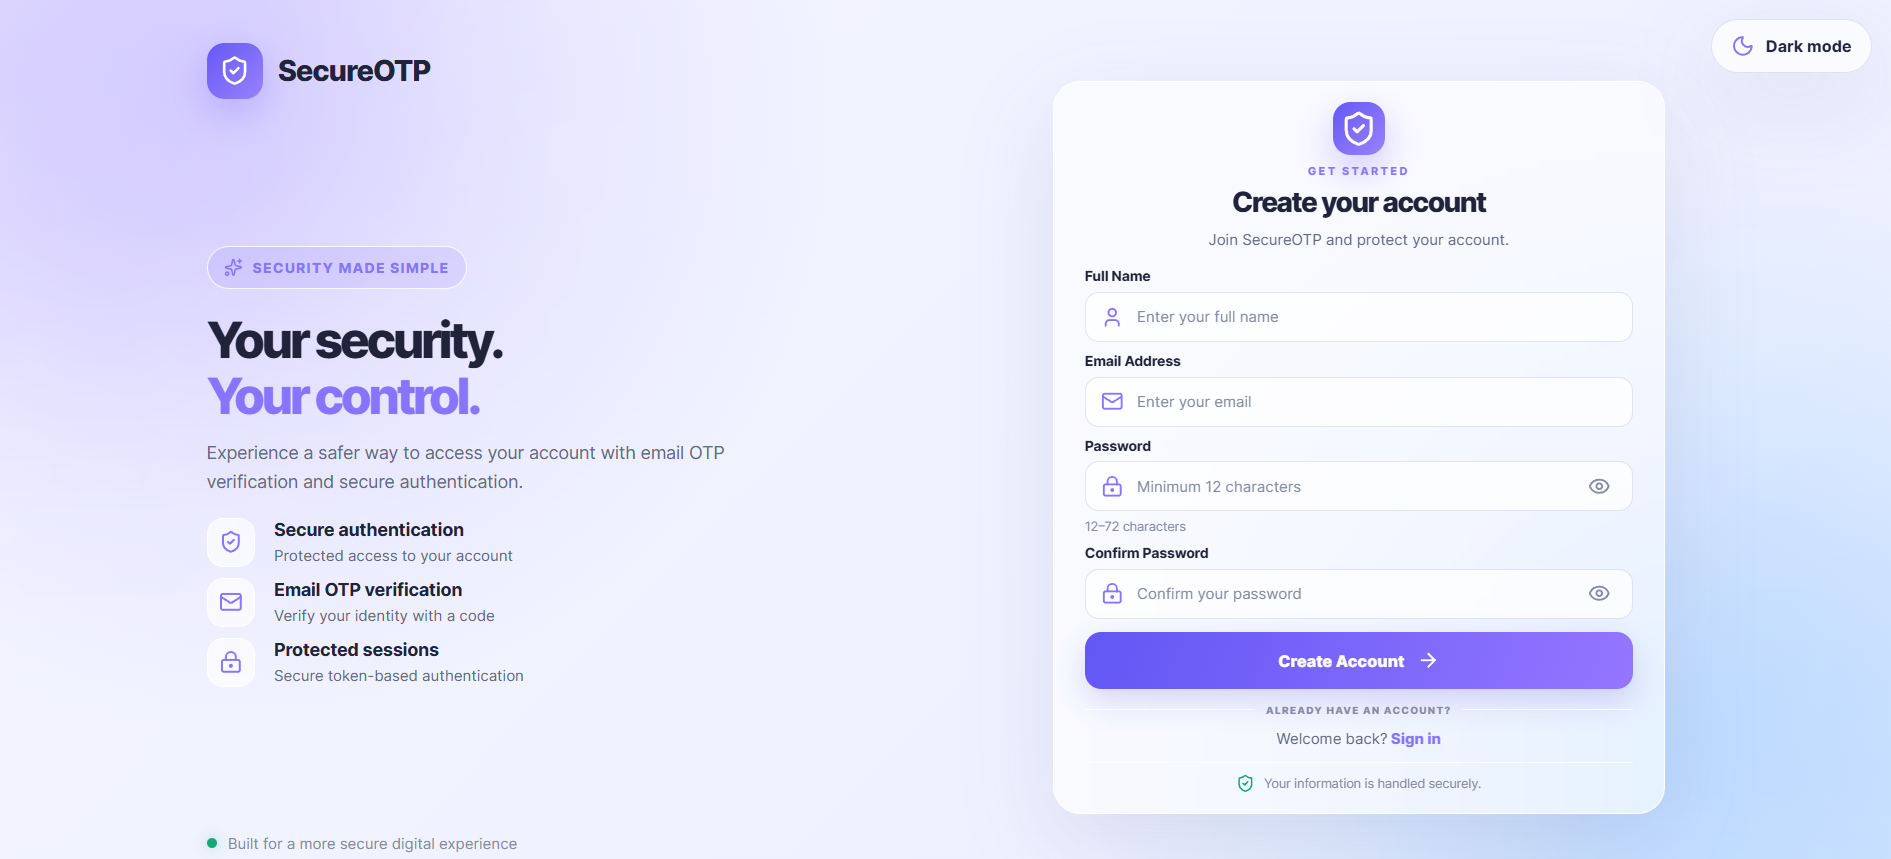 SecureOTP
Dark mode
SECURITY MADE SIMPLE
Your security.
Your control.
Experience a safer way to access your account with email OTP
verification and secure authentication.
Secure authentication
Protected access to your account
Email OTP verification
Verify your identity with a code
Protected sessions
Secure token-based authentication
Built for a more secure digital experience
GET STARTED
Create your account
Join SecureOTP and protect your account.
Full Name
Enter your full name
Email Address
Enter your email
Password
Minimum 12 characters
12–72 characters
Confirm Password
Confirm your password
Create Account
ALREADY HAVE AN ACCOUNT?
Welcome back? Sign in
Your information is handled securely.